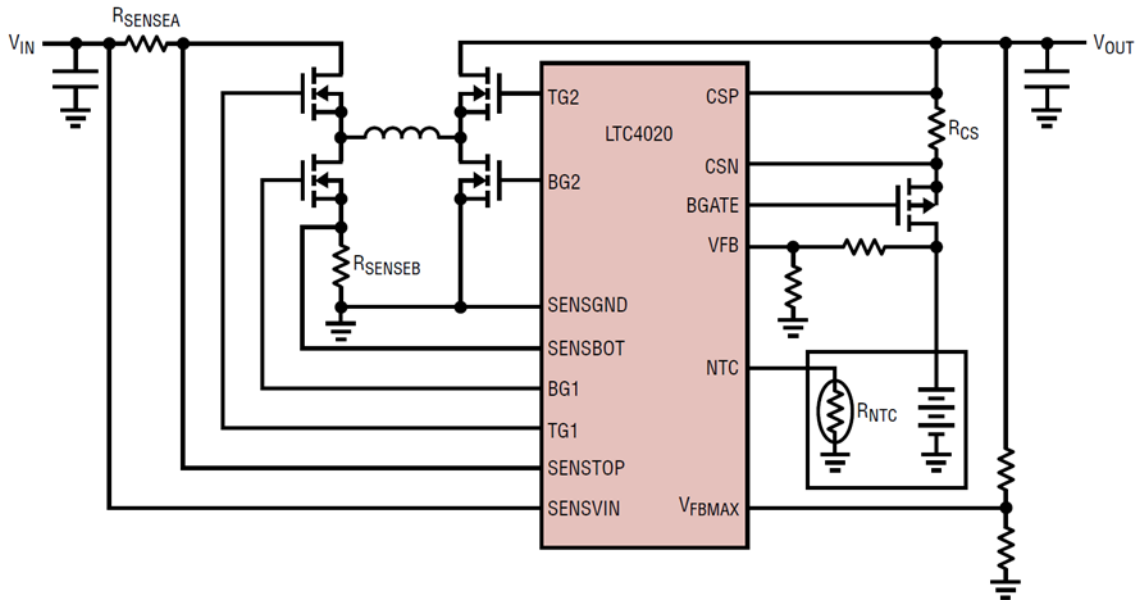 RSENSEA
VIN
VOUT
TG2
CSP
LTC4020
RCS
CSN
BG2
BGATE
VFB
RSENSEB
SENSGND
SENSBOT
NTC
BG1
RNTC
TG1
SENSTOP
SENSVIN
VFBMAX